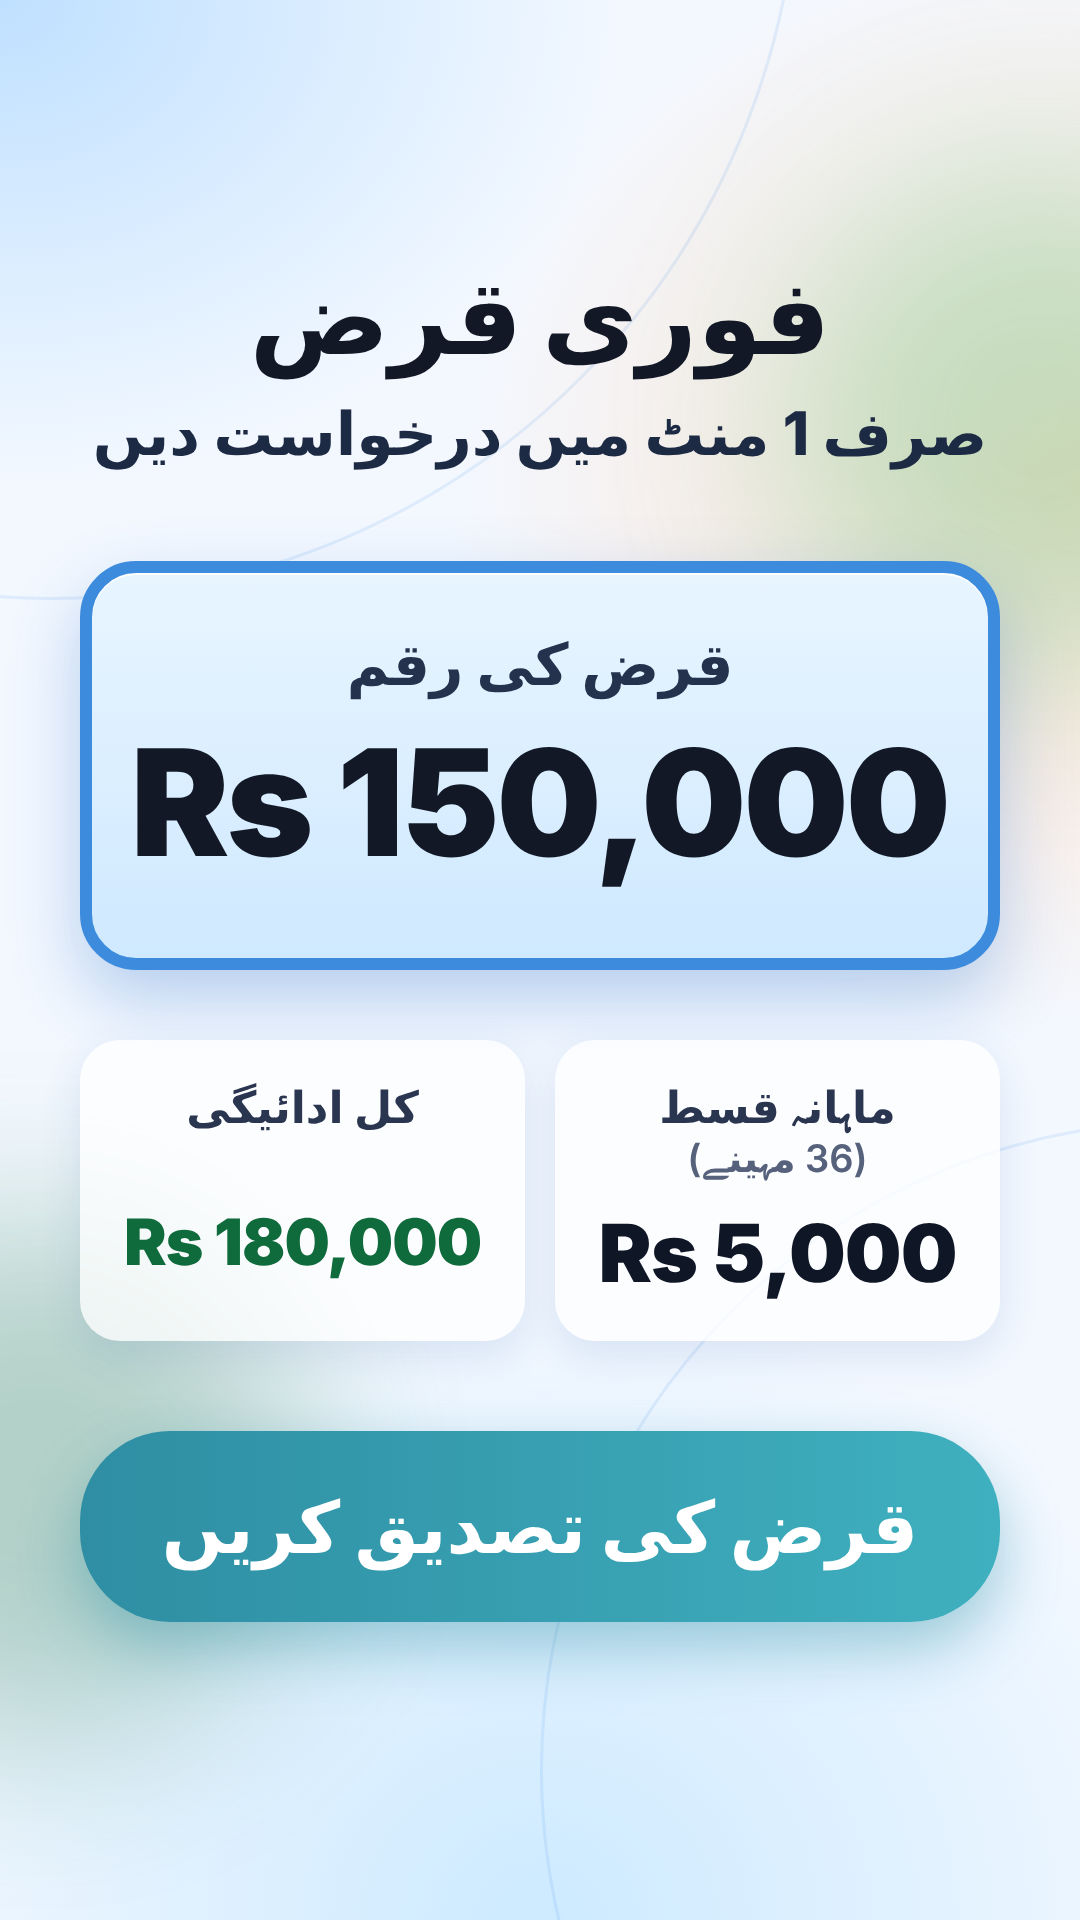 فوری قرض
صرف 1 منٹ میں درخواست دیں
قرض کی رقم
Rs 150,000
ماہانہ قسط
(36 مہینے)
Rs 5,000
کل ادائیگی
Rs 180,000
قرض کی تصدیق کریں